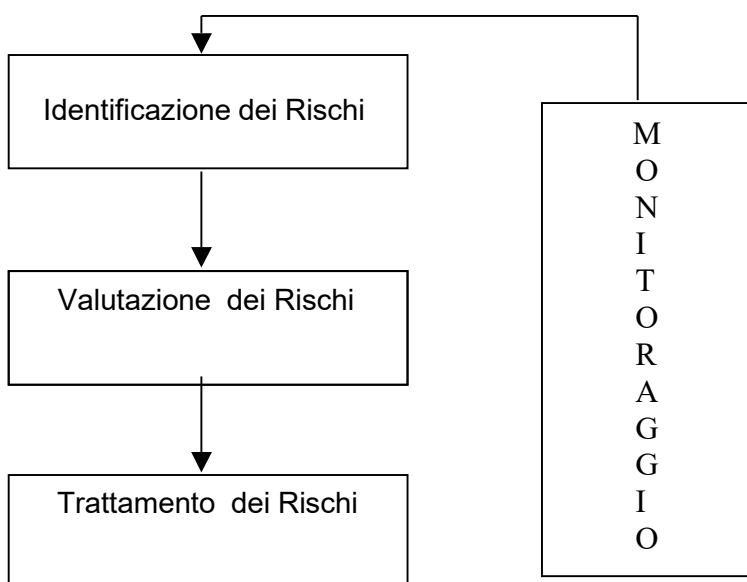 Identificazione dei Rischi
Valutazione dei Rischi
Trattamento dei Rischi
M
O
N
I
T
O
R
A
G
G
I
O